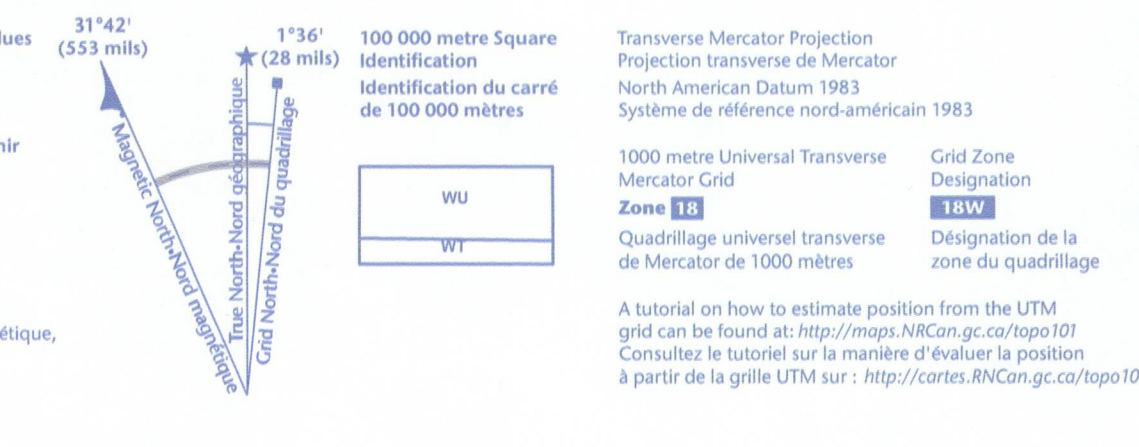 lues
nir
étique,
31°42'
(553 mils)
1°36'
(28 mils)
Magnetic North•Nord magnétique
True North•Nord géographique
Grid North•Nord du quadrillage
100 000 metre Square
Identification
Identification du carré
de 100 000 mètres
WU
WT
Transverse Mercator Projection
Projection transverse de Mercator
North American Datum 1983
Système de référence nord-américain 1983
1000 metre Universal Transverse
Mercator Grid
Zone 18
Quadrillage universel transverse
de Mercator de 1000 mètres
Grid Zone
Designation
18W
Désignation de la
zone du quadrillage
A tutorial on how to estimate position from the UTM
grid can be found at: http://maps.NRCan.gc.ca/topo101
Consultez le tutoriel sur la manière d'évaluer la position
à partir de la grille UTM sur : http://cartes.RNCan.gc.ca/topo10